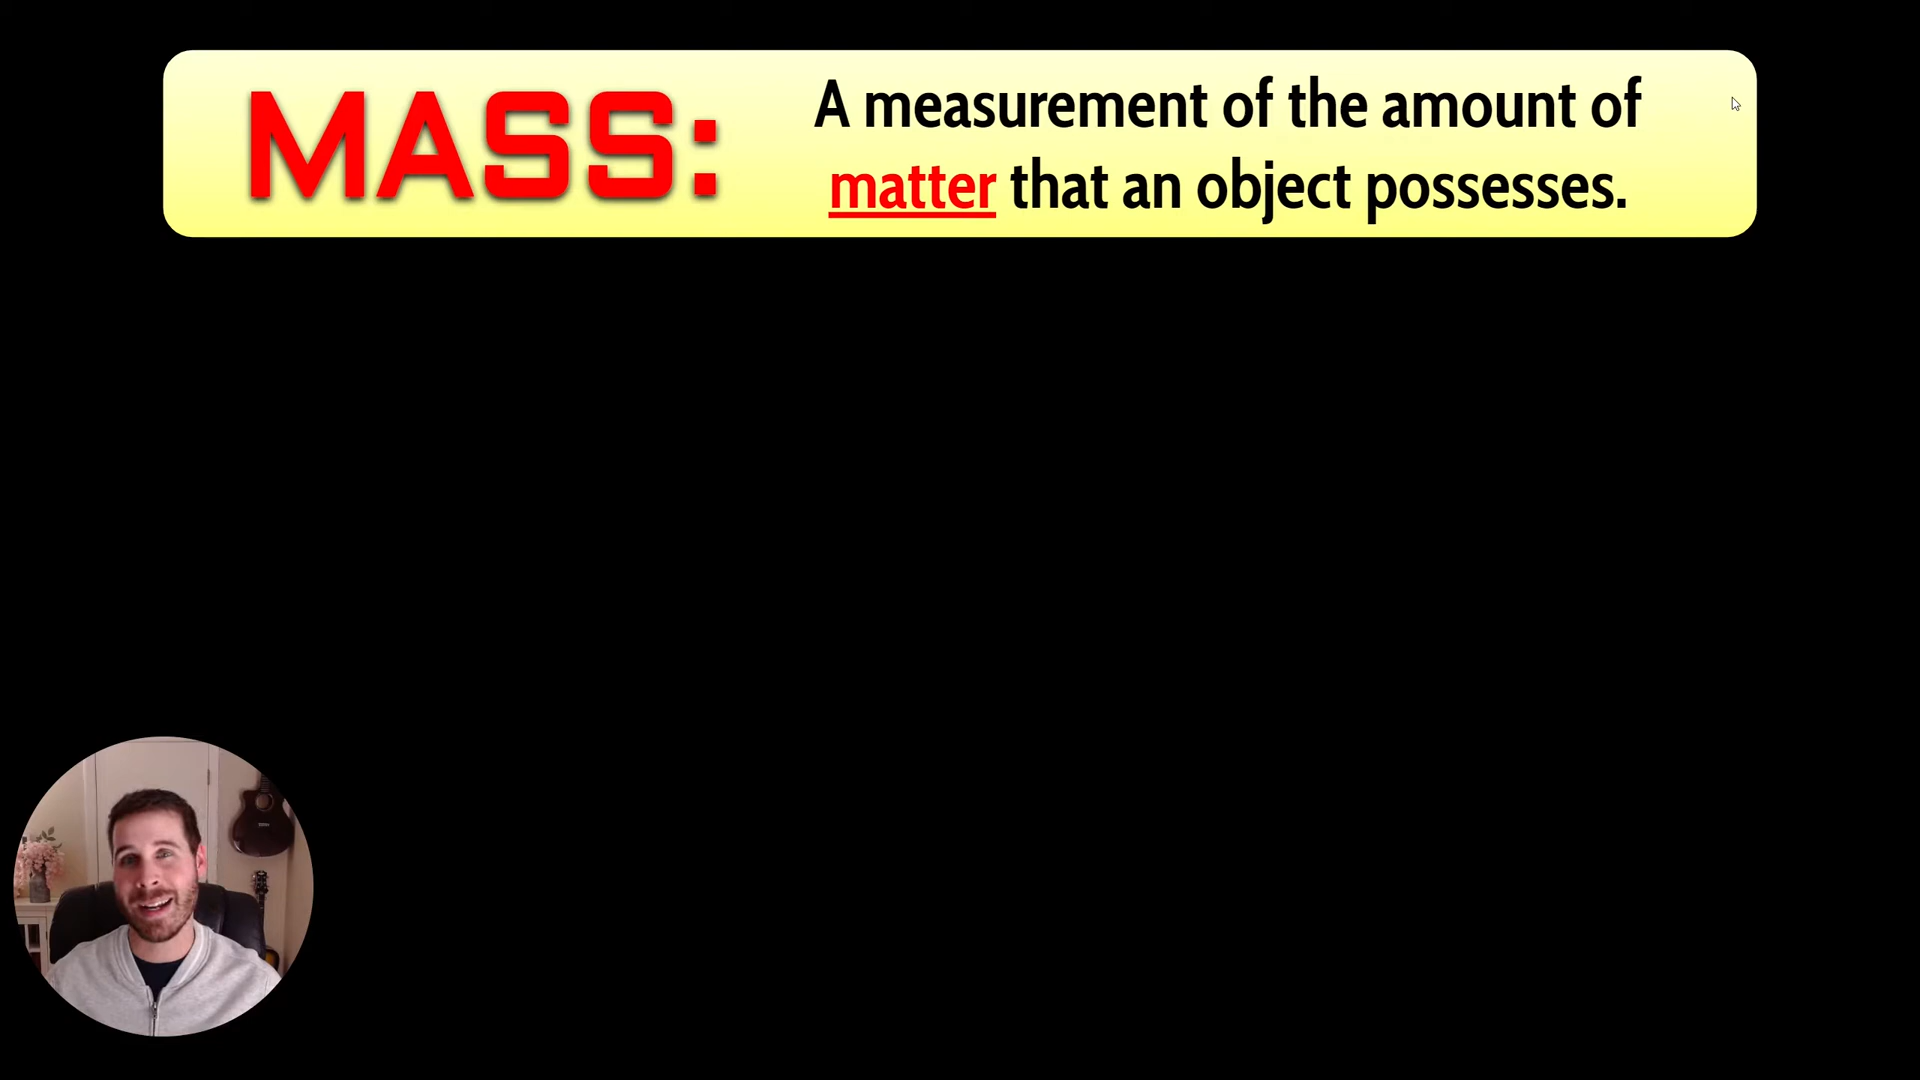 MASS:
A measurement of the amount of
matter that an object possesses.